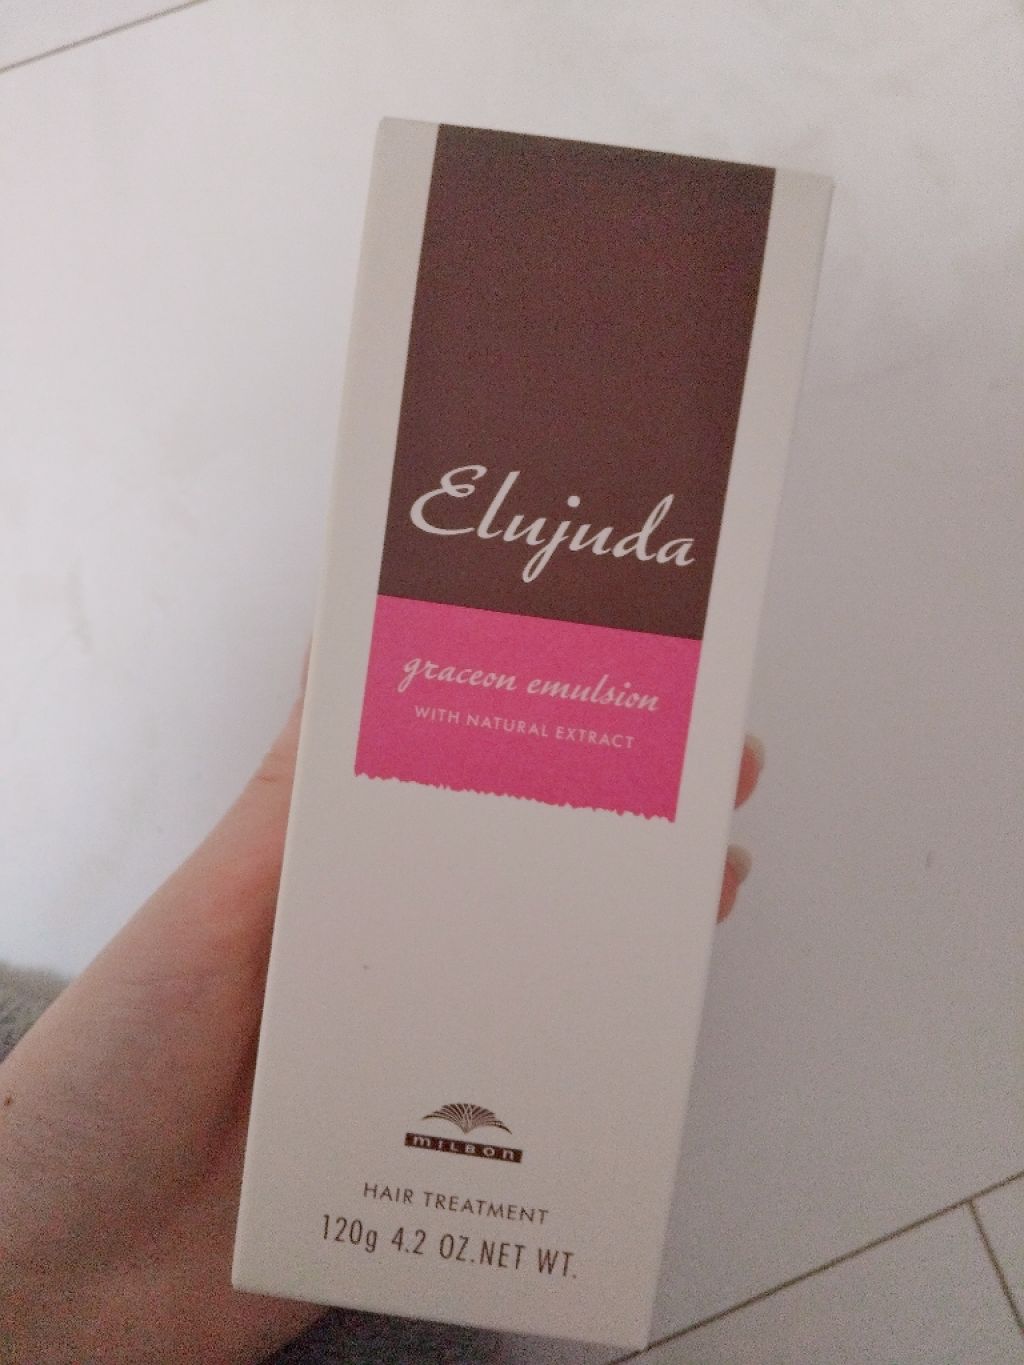 Elujuda
graceon emulsion
WITH NATURAL EXTRACT
MILBON
HAIR TREATMENT
120g 4.2 OZ.NET WT.